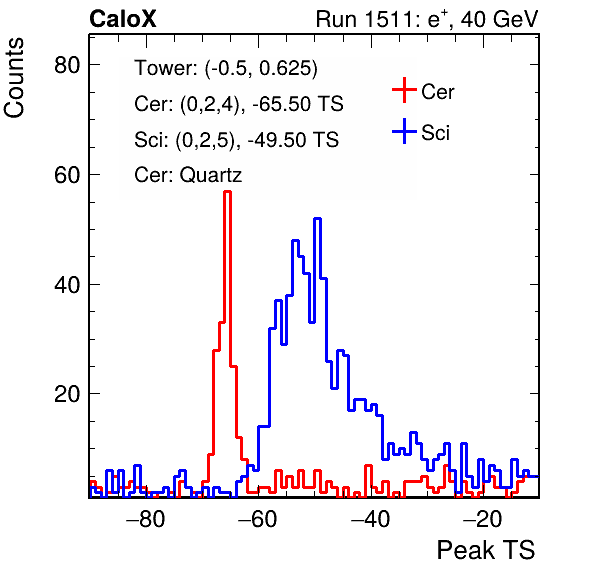 CaloX Run 1511: e⁺, 40 GeV
Counts
Tower: (-0.5, 0.625)
Cer: (0,2,4), -65.50 TS
Sci: (0,2,5), -49.50 TS
Cer: Quartz
Cer
Sci
80
60
40
20
−80 −60 −40 −20
Peak TS